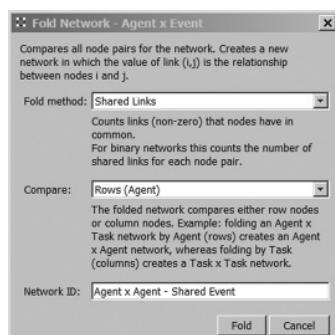 Fold Network - Agent x Event
Compares all node pairs for the network. Creates a new
network in which the value of link (i,j) is the relationship
between nodes i and j.
Fold method: Shared Links
Counts links (non-zero) that nodes have in
common.
For binary networks this counts the number of
shared links for each node pair.
Compare: Rows (Agent)
The folded network compares either row nodes
or column nodes. Example: folding an Agent x
Task network by Agent (rows) creates an Agent
x Agent network, whereas folding by Task
(columns) creates a Task x Task network.
Network ID: Agent x Agent - Shared Event
Fold Cancel